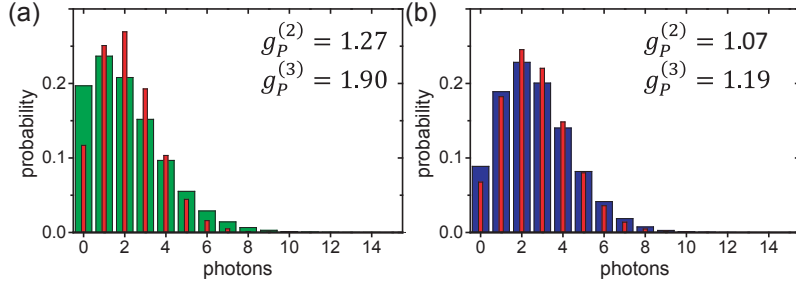 (a)
g_P^(2) = 1.27
g_P^(3) = 1.90
probability
0.2
0.1
0.0
0 2 4 6 8 10 12 14
photons
(b)
g_P^(2) = 1.07
g_P^(3) = 1.19
probability
0.2
0.1
0.0
0 2 4 6 8 10 12 14
photons